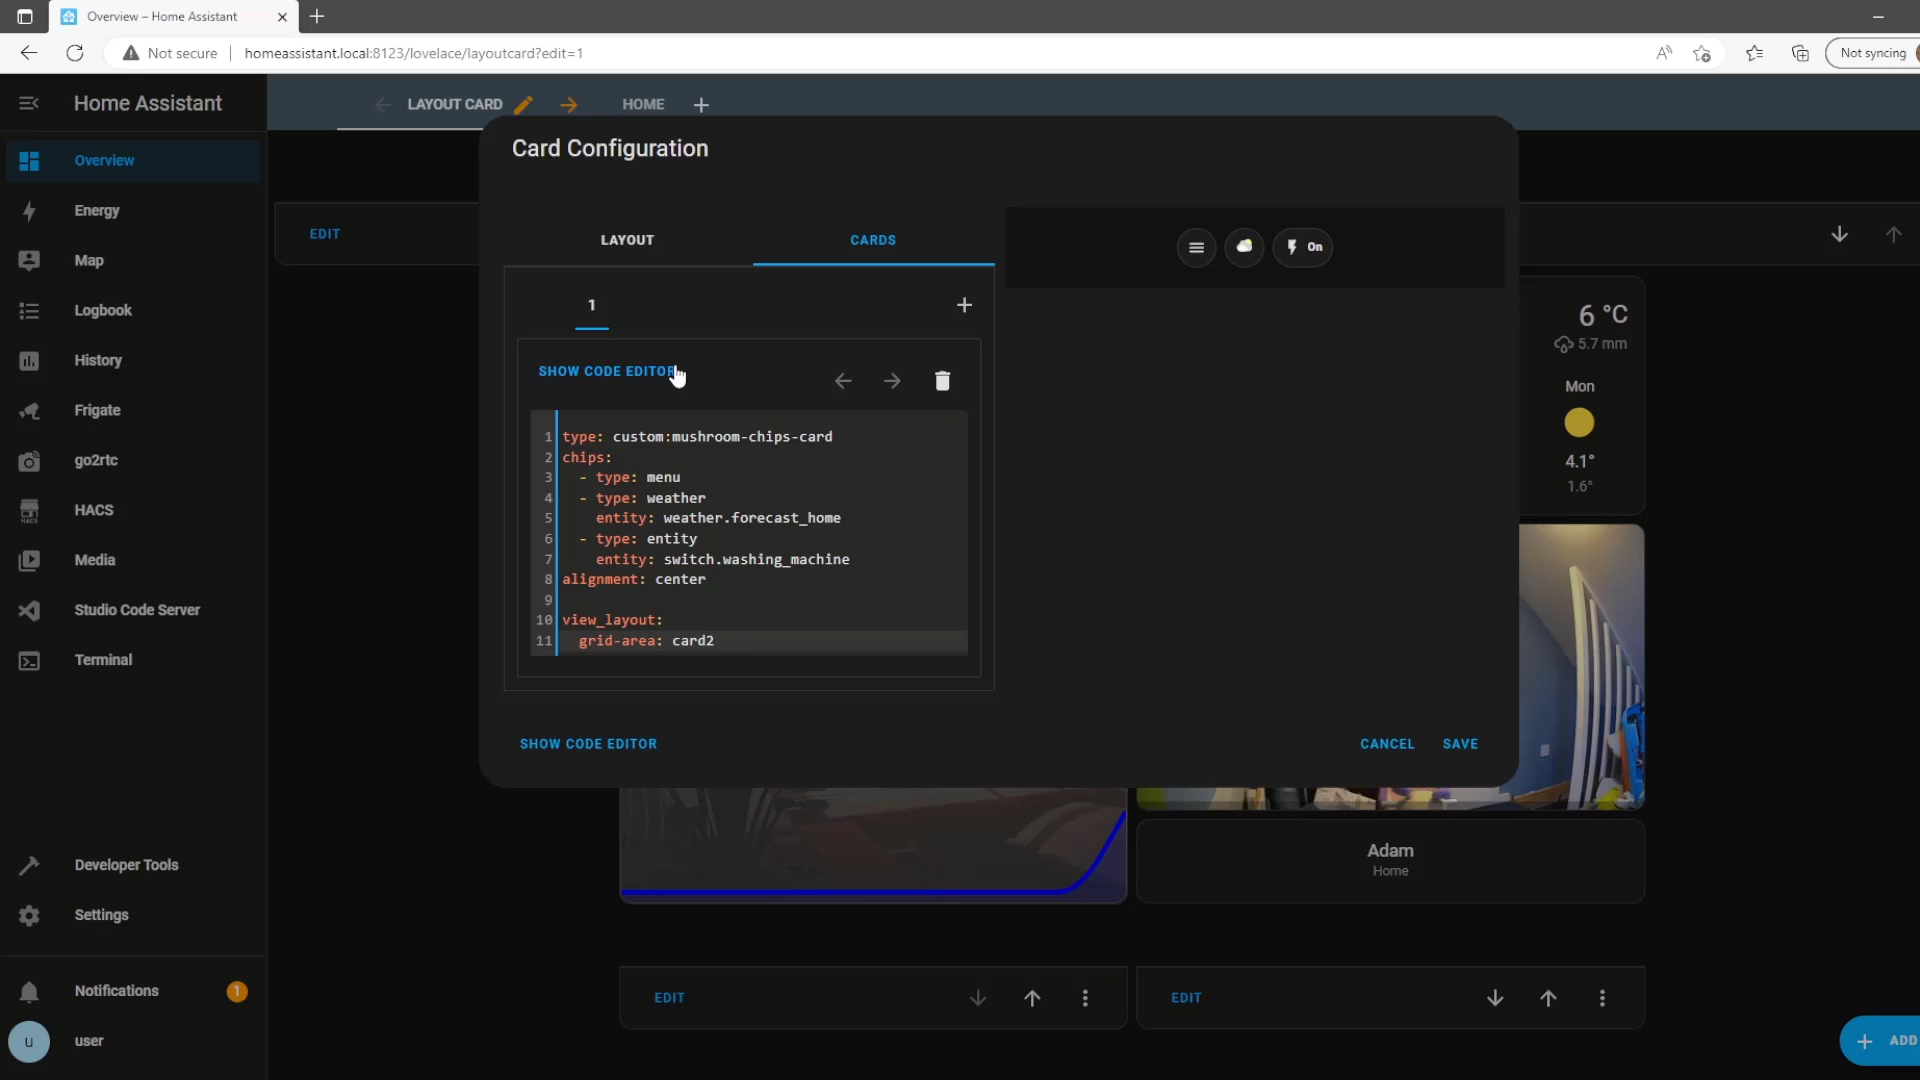 Overview – Home Assistant
Not secure
homeassistant.local:8123/lovelace/layoutcard?edit=1
Not syncing
Home Assistant
LAYOUT CARD
HOME
Card Configuration
Overview
Energy
Map
Logbook
History
Frigate
go2rtc
HACS
HACS
Media
Studio Code Server
Terminal
Developer Tools
Settings
Notifications
1
u
user
EDIT
LAYOUT
CARDS
On
1
SHOW CODE EDITOR
1 type: custom:mushroom-chips-card
2 chips:
3 - type: menu
4 - type: weather
5 entity: weather.forecast_home
6 - type: entity
7 entity: switch.washing_machine
8 alignment: center
9
10 view_layout:
11 grid-area: card2
SHOW CODE EDITOR
CANCEL
SAVE
6 °C
5.7 mm
Mon
4.1°
1.6°
Adam
Home
EDIT
EDIT
ADD